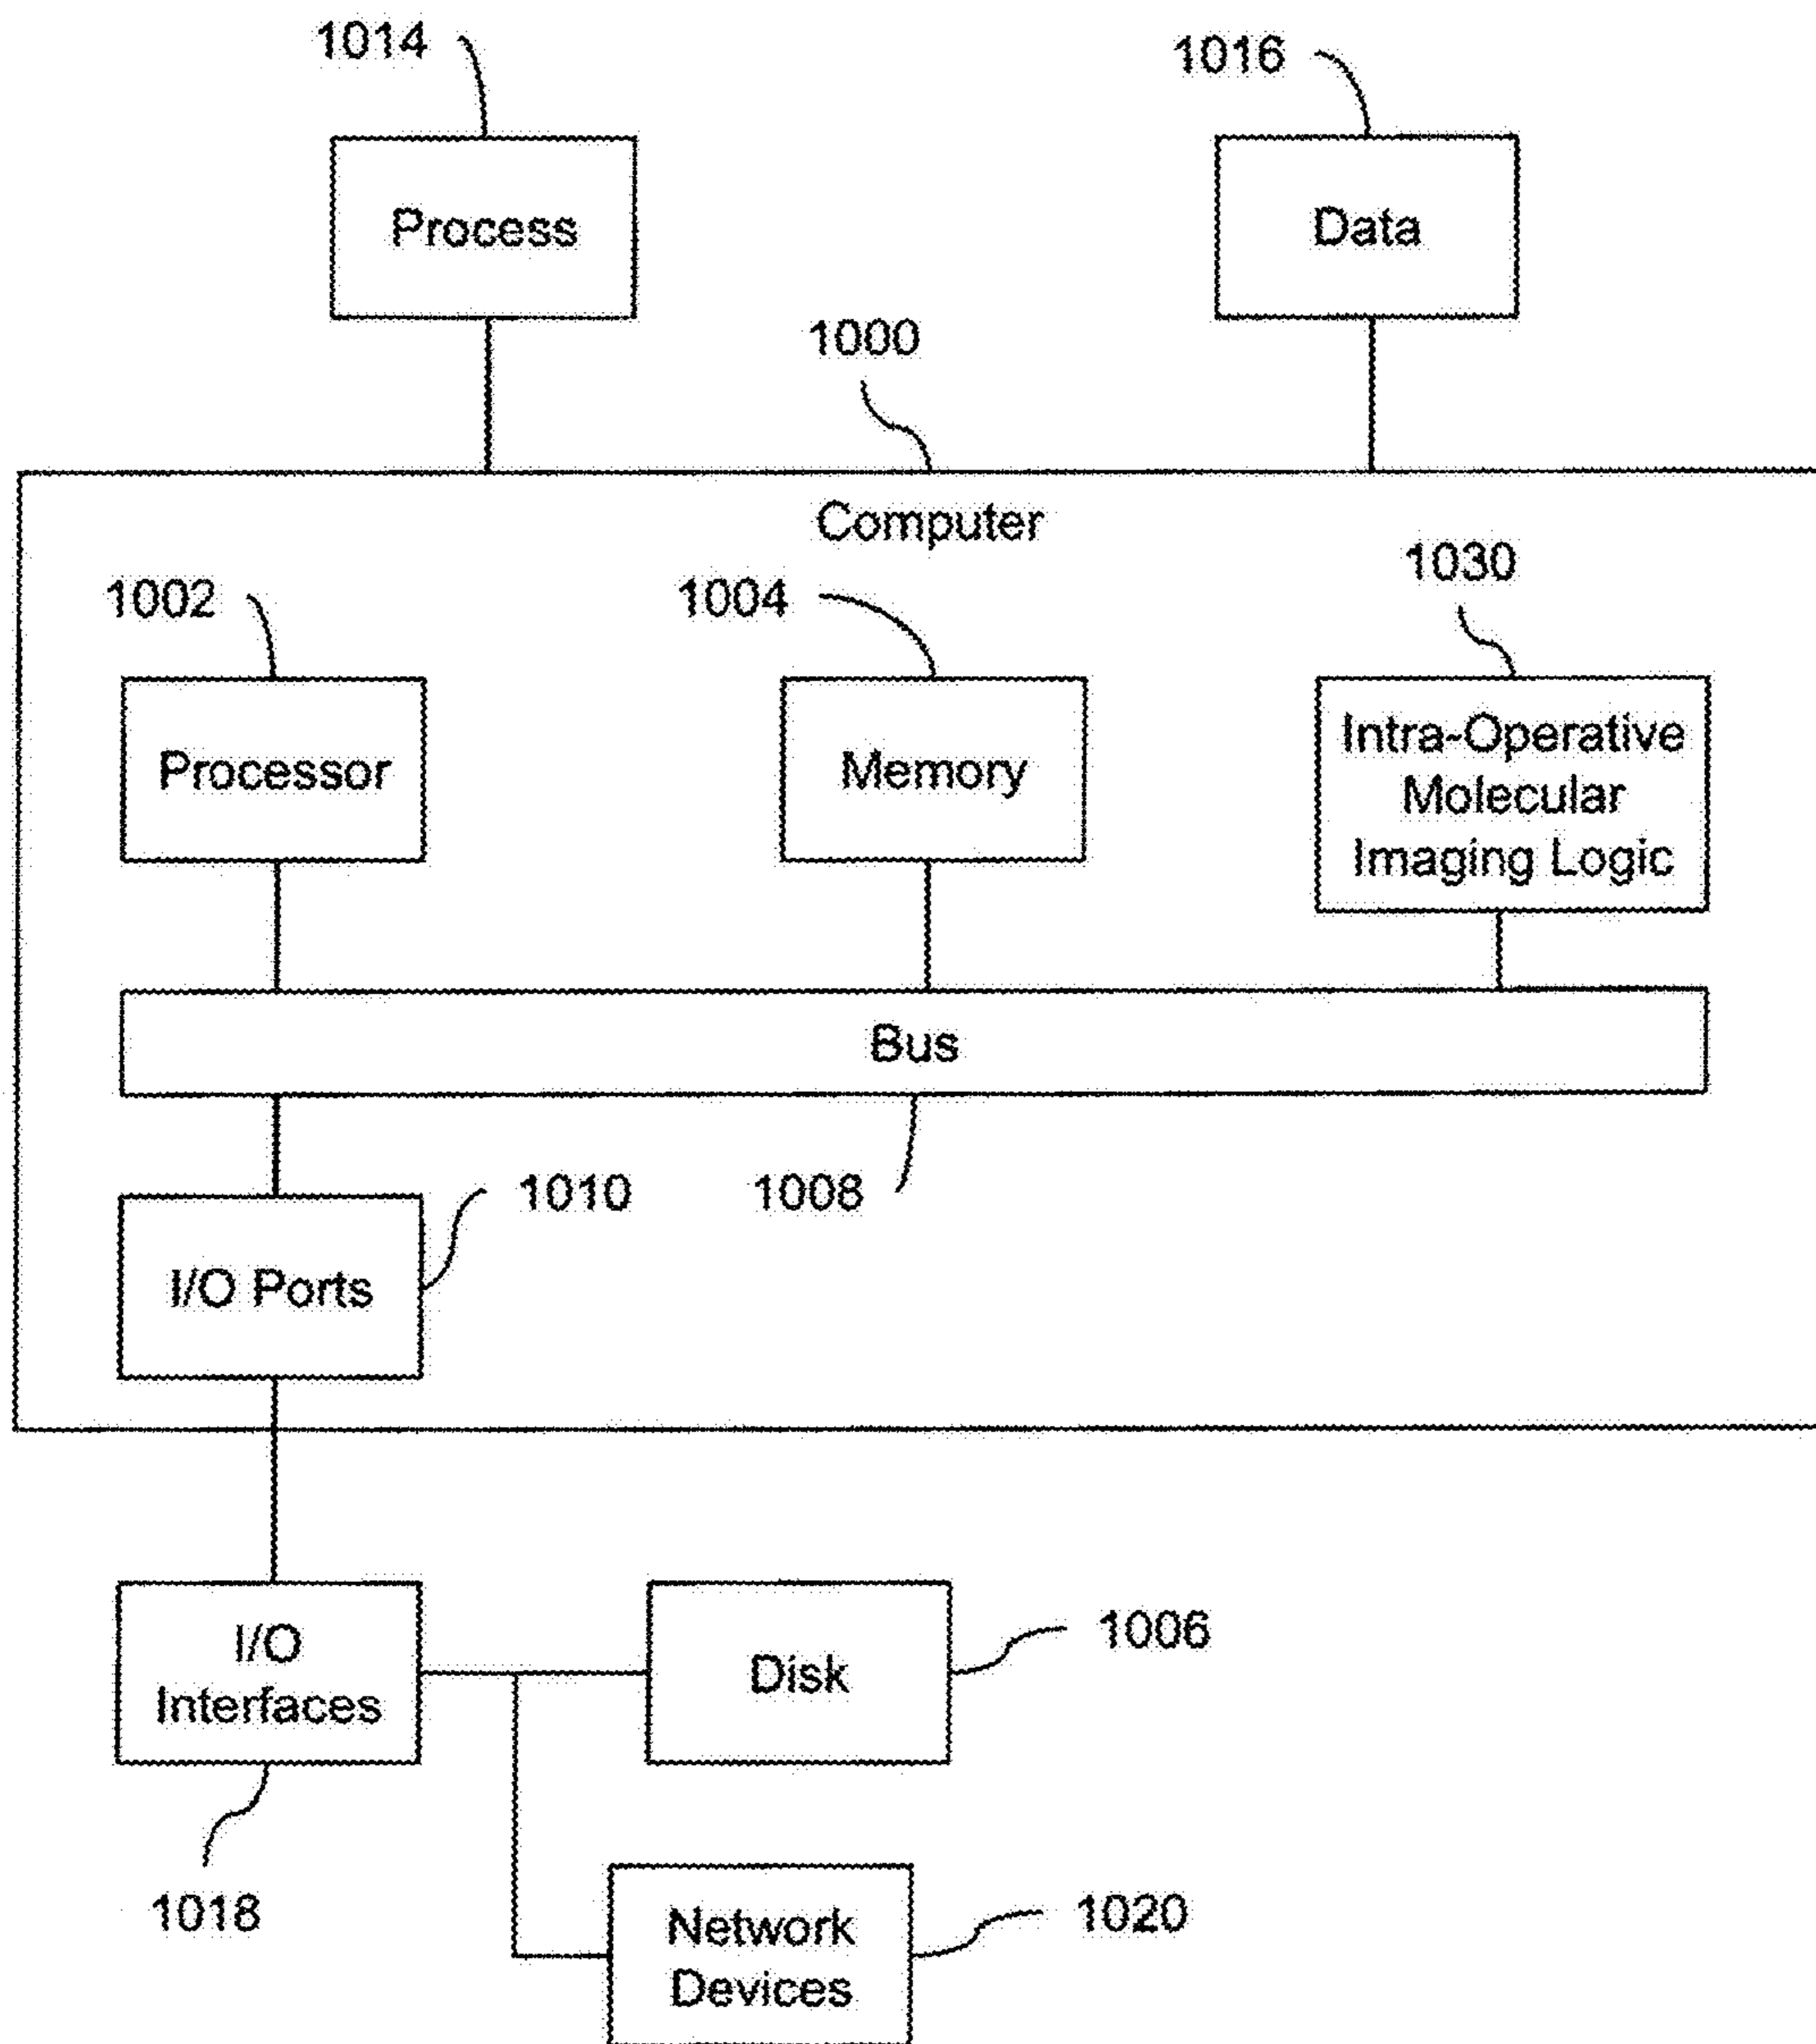 1014
1016
Process
Data
1000
Computer
1002
1004
1030
Processor
Memory
Intra-Operative
Molecular
Imaging Logic
Bus
1010
1008
I/O Ports
I/O
Interfaces
Disk
1006
1018
Network
Devices
1020